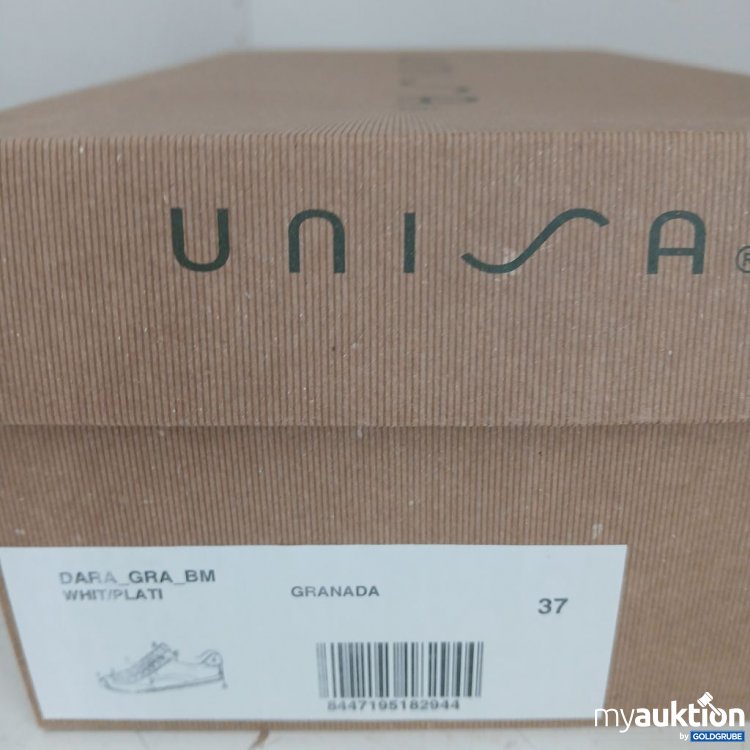 UNISA®
DARA_GRA_BM
WHIT/PLATI
GRANADA
37
8447195182944
myauktion
by GOLDGRUBE